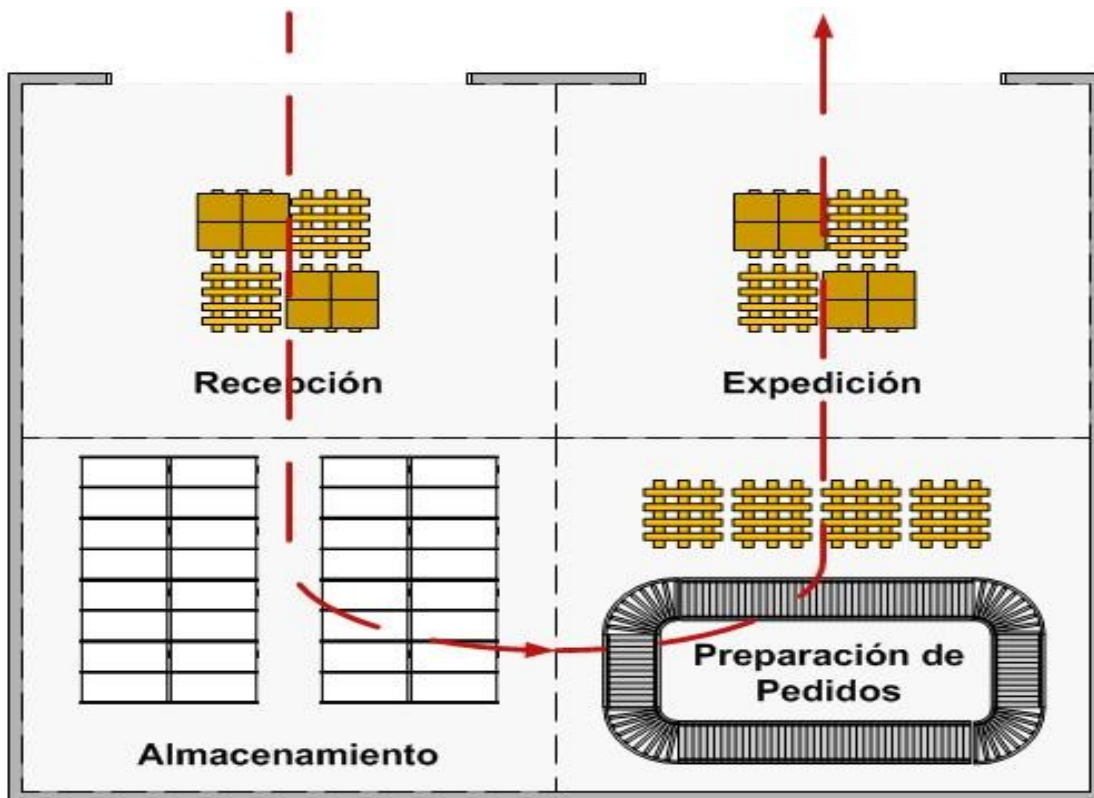 Recepción
Expedición
Almacenamiento
Preparación de
Pedidos